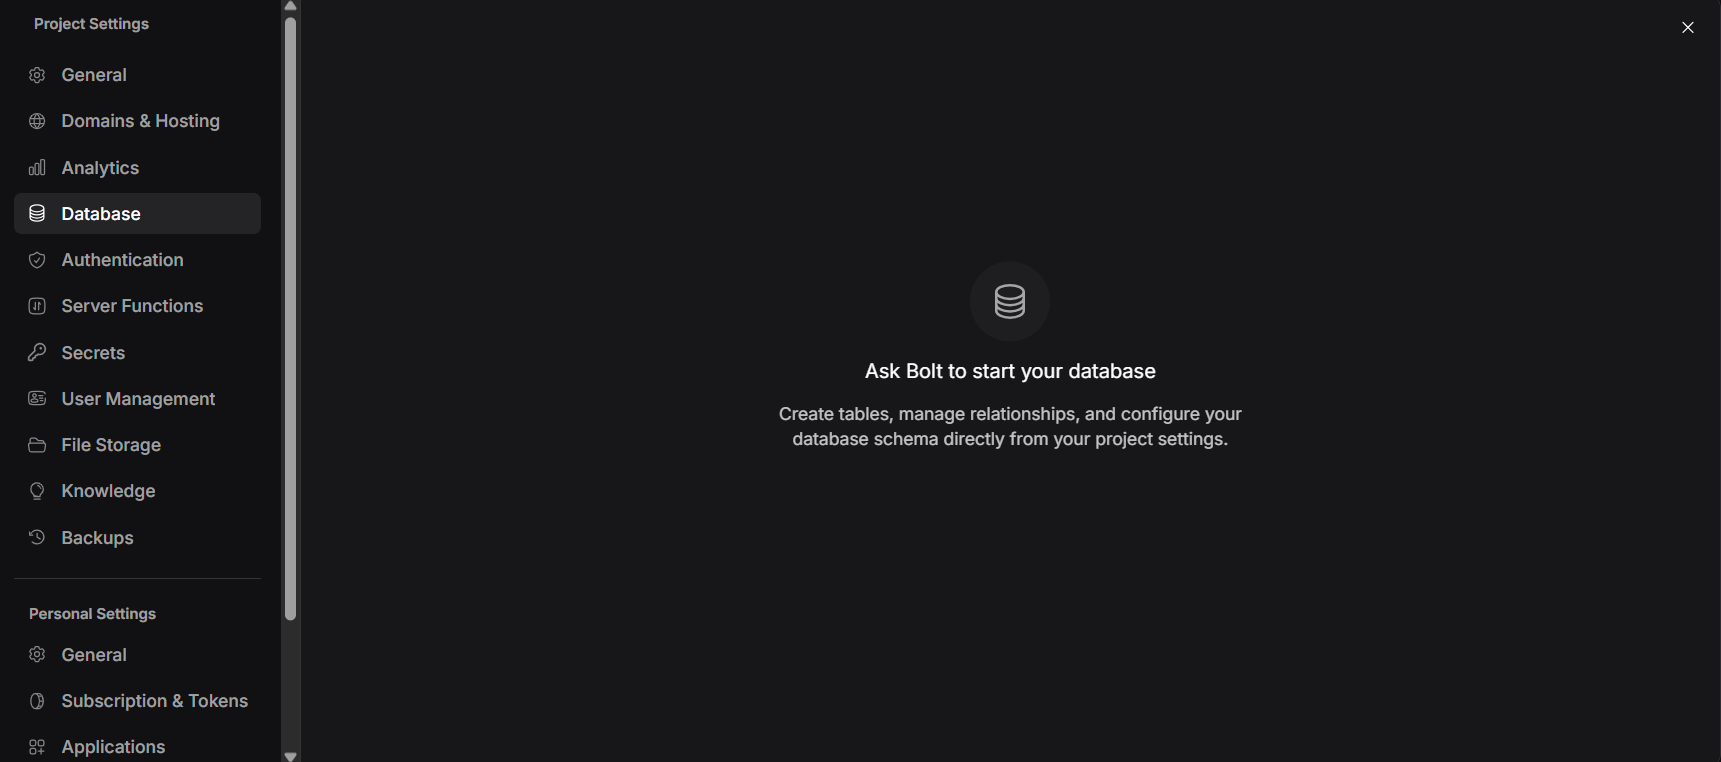 Project Settings
General
Domains & Hosting
Analytics
Database
Authentication
Server Functions
Secrets
User Management
File Storage
Knowledge
Backups
Personal Settings
General
Subscription & Tokens
Applications
Ask Bolt to start your database
Create tables, manage relationships, and configure your
database schema directly from your project settings.